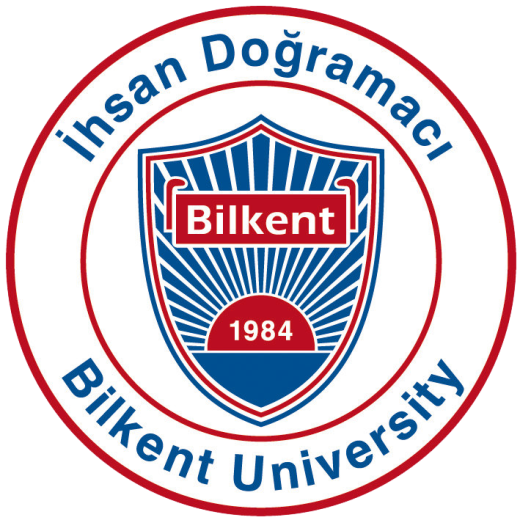 İhsan Doğramacı
Bilkent
1984
Bilkent University